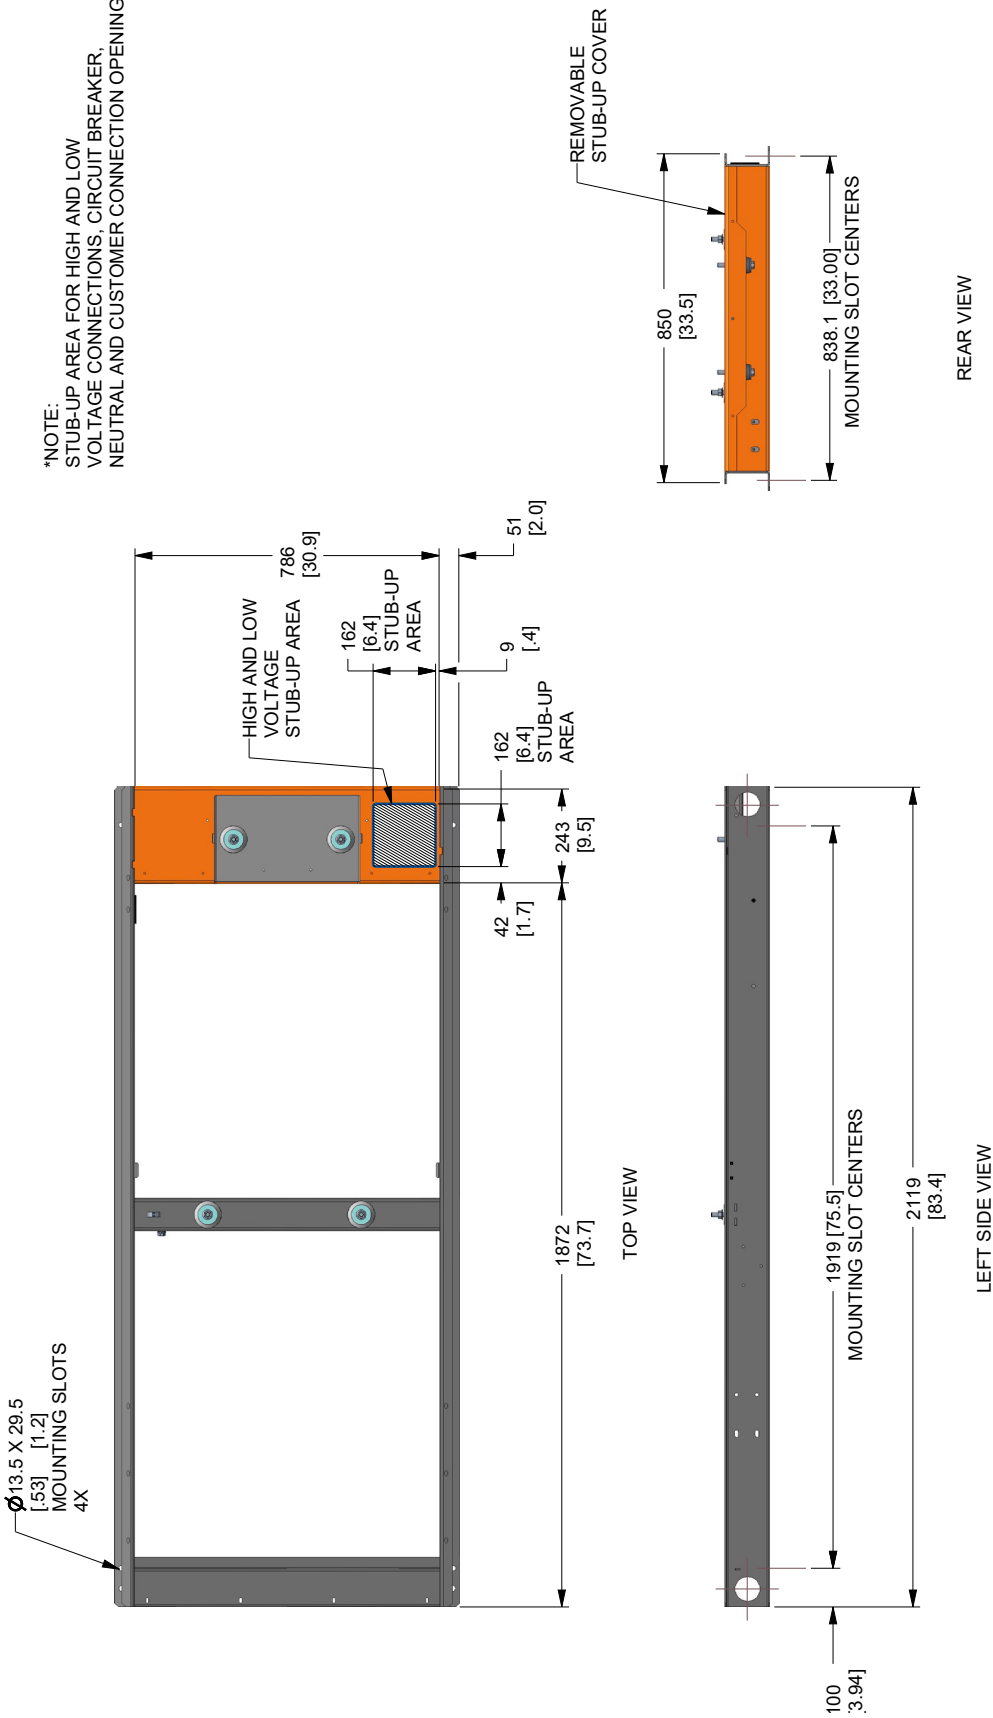 *NOTE:
STUB-UP AREA FOR HIGH AND LOW
VOLTAGE CONNECTIONS, CIRCUIT BREAKER,
NEUTRAL AND CUSTOMER CONNECTION OPENING
REMOVABLE
STUB-UP COVER
850
[33.5]
838.1 [33.00]
MOUNTING SLOT CENTERS
REAR VIEW
786
[30.9]
51
[2.0]
HIGH AND LOW
VOLTAGE
STUB-UP AREA
162
[6.4]
STUB-UP
AREA
9
[.4]
162
[6.4]
STUB-UP
AREA
243
[9.5]
42
[1.7]
1872
[73.7]
TOP VIEW
Ø13.5 X 29.5
[.53] [1.2]
MOUNTING SLOTS
4X
1919 [75.5]
MOUNTING SLOT CENTERS
2119
[83.4]
LEFT SIDE VIEW
100
3.94]